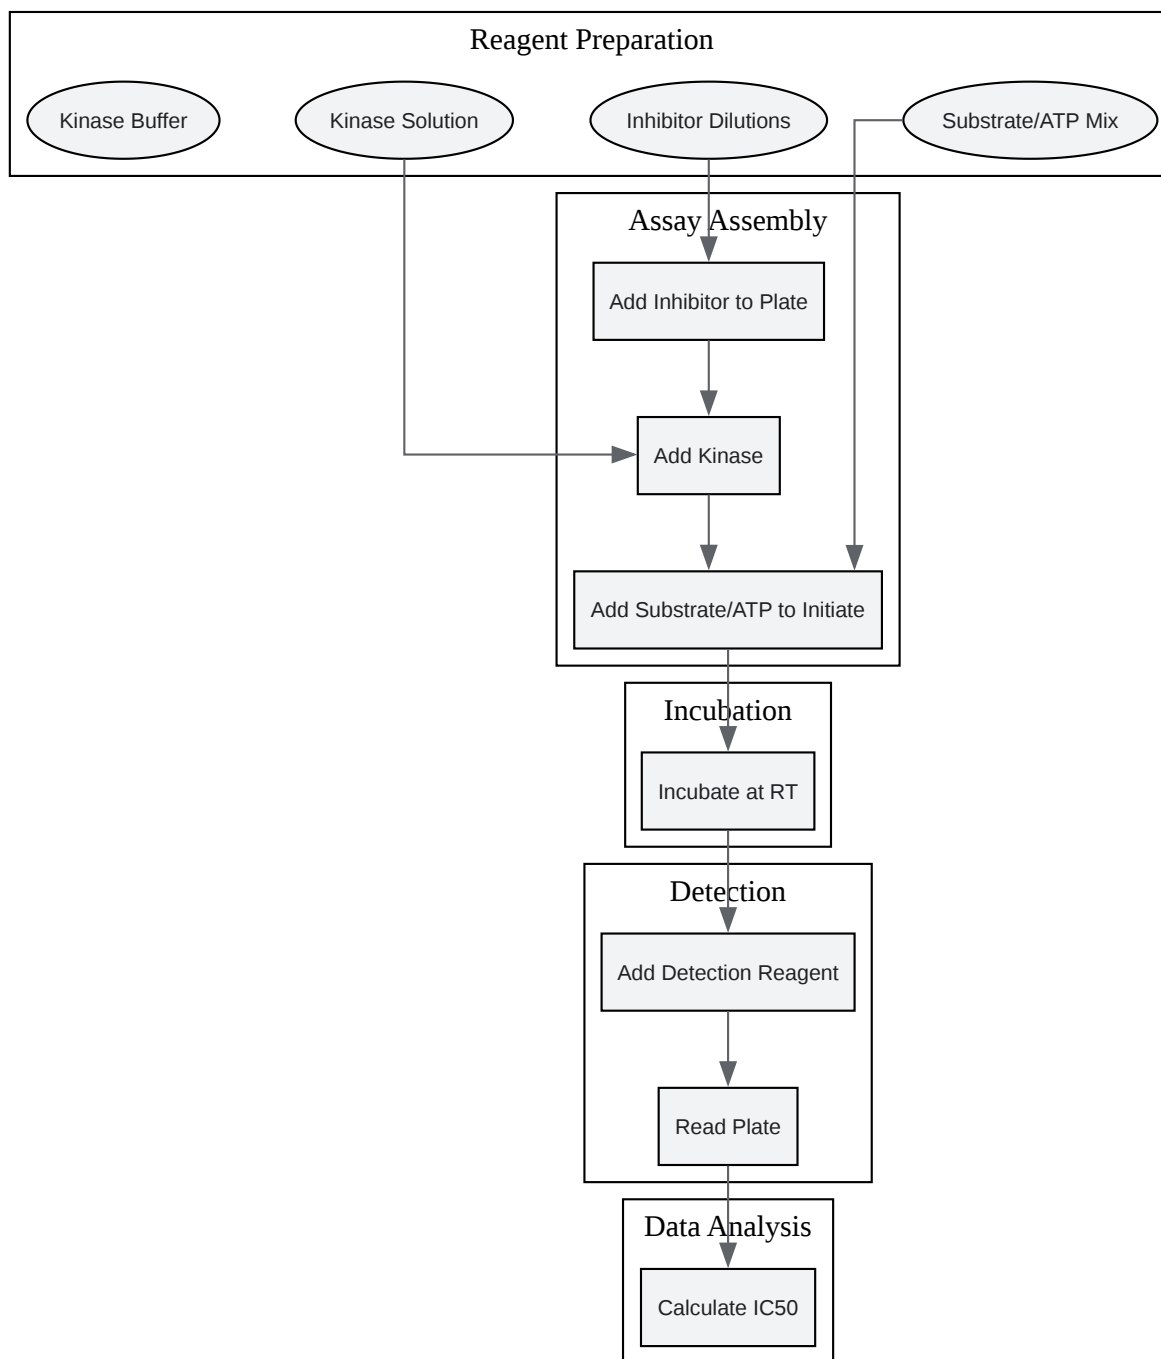 Reagent Preparation
Kinase Buffer
Kinase Solution
Inhibitor Dilutions
Substrate/ATP Mix
Assay Assembly
Add Inhibitor to Plate
Add Kinase
Add Substrate/ATP to Initiate
Incubation
Incubate at RT
Detection
Add Detection Reagent
Read Plate
Data Analysis
Calculate IC50